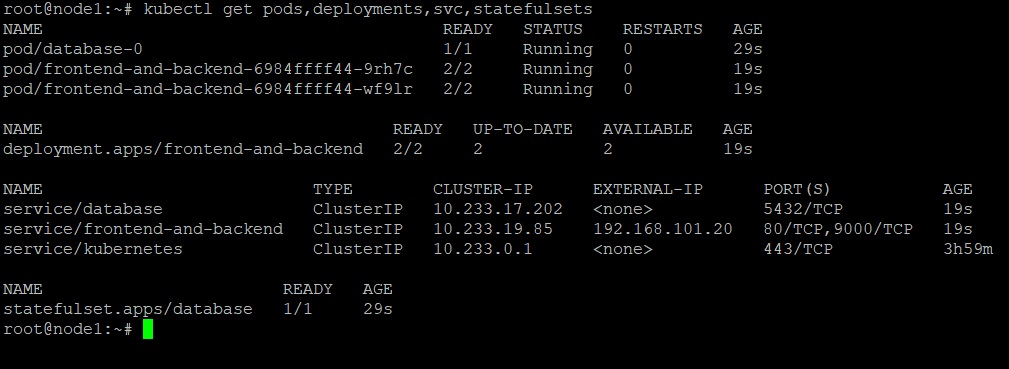 root@node1:~# kubectl get pods,deployments,svc,statefulsets
NAME READY STATUS RESTARTS AGE
pod/database-0 1/1 Running 0 29s
pod/frontend-and-backend-6984ffff44-9rh7c 2/2 Running 0 19s
pod/frontend-and-backend-6984ffff44-wf9lr 2/2 Running 0 19s
NAME READY UP-TO-DATE AVAILABLE AGE
deployment.apps/frontend-and-backend 2/2 2 2 19s
NAME TYPE CLUSTER-IP EXTERNAL-IP PORT(S) AGE
service/database ClusterIP 10.233.17.202 <none> 5432/TCP 19s
service/frontend-and-backend ClusterIP 10.233.19.85 192.168.101.20 80/TCP,9000/TCP 19s
service/kubernetes ClusterIP 10.233.0.1 <none> 443/TCP 3h59m
NAME READY AGE
statefulset.apps/database 1/1 29s
root@node1:~#